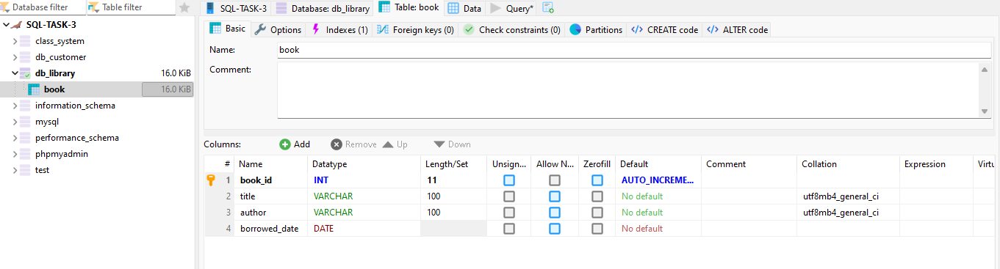 Database filter
Table filter
SQL-TASK-3
class_system
db_customer
db_library 16.0 KiB
book 16.0 KiB
information_schema
mysql
performance_schema
phpmyadmin
test
SQL-TASK-3 Database: db_library Table: book Data Query*
Basic Options Indexes (1) Foreign keys (0) Check constraints (0) Partitions CREATE code ALTER code
Name: book
Comment:
Columns: Add Remove Up Down
# Name Datatype Length/Set Unsign... Allow N... Zerofill Default Comment Collation Expression Virtu
1 book_id INT 11 AUTO_INCREME...
2 title VARCHAR 100 No default utf8mb4_general_ci
3 author VARCHAR 100 No default utf8mb4_general_ci
4 borrowed_date DATE No default